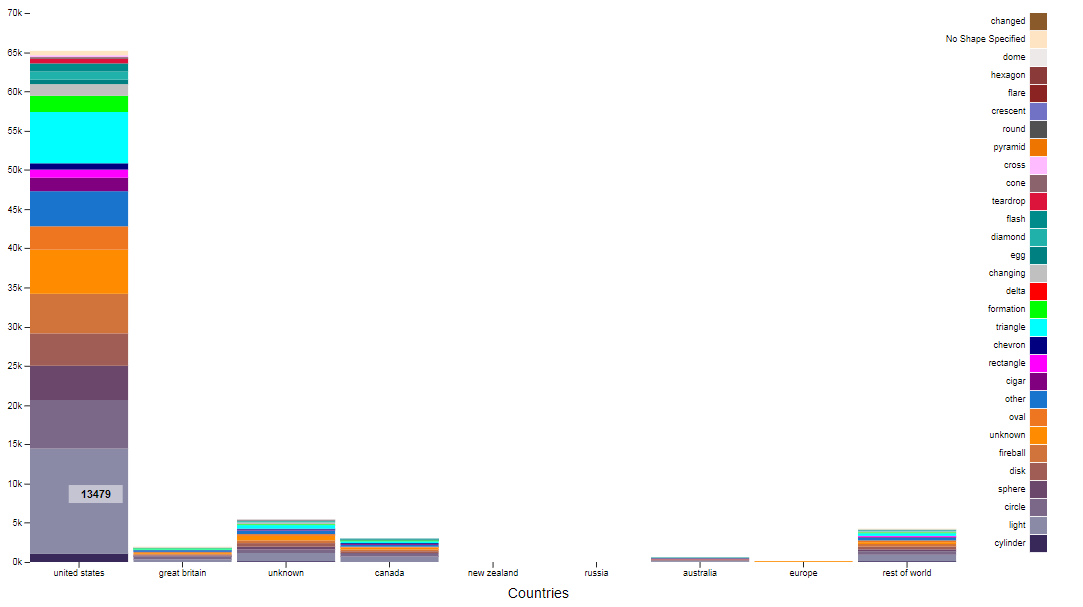 70k
65k
60k
55k
50k
45k
40k
35k
30k
25k
20k
15k
10k
5k
0k
13479
united states
great britain
unknown
canada
new zealand
russia
australia
europe
rest of world
Countries
changed
No Shape Specified
dome
hexagon
flare
crescent
round
pyramid
cross
cone
teardrop
flash
diamond
egg
changing
delta
formation
triangle
chevron
rectangle
cigar
other
oval
unknown
fireball
disk
sphere
circle
light
cylinder